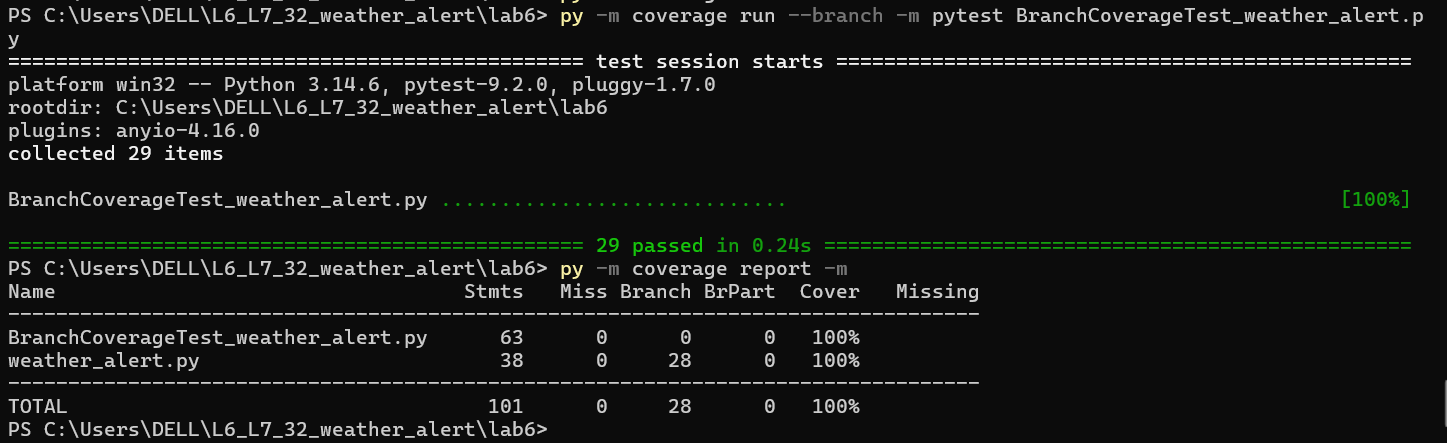 PS C:\Users\DELL\L6_L7_32_weather_alert\lab6> py -m coverage run --branch -m pytest BranchCoverageTest_weather_alert.p
y
================================================ test session starts ================================================
platform win32 -- Python 3.14.6, pytest-9.2.0, pluggy-1.7.0
rootdir: C:\Users\DELL\L6_L7_32_weather_alert\lab6
plugins: anyio-4.16.0
collected 29 items
BranchCoverageTest_weather_alert.py ............................. [100%]
================================================ 29 passed in 0.24s =================================================
PS C:\Users\DELL\L6_L7_32_weather_alert\lab6> py -m coverage report -m
Name                                  Stmts   Miss Branch BrPart  Cover   Missing
---------------------------------------------------------------------------------
BranchCoverageTest_weather_alert.py      63      0      0      0   100%
weather_alert.py                         38      0     28      0   100%
---------------------------------------------------------------------------------
TOTAL                                   101      0     28      0   100%
PS C:\Users\DELL\L6_L7_32_weather_alert\lab6>